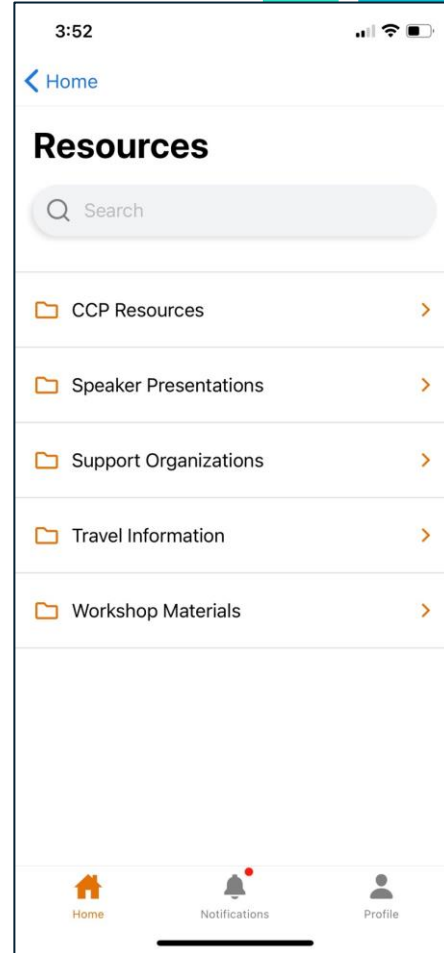 3:52
Home
Resources
Search
CCP Resources
Speaker Presentations
Support Organizations
Travel Information
Workshop Materials
Home Notifications Profile